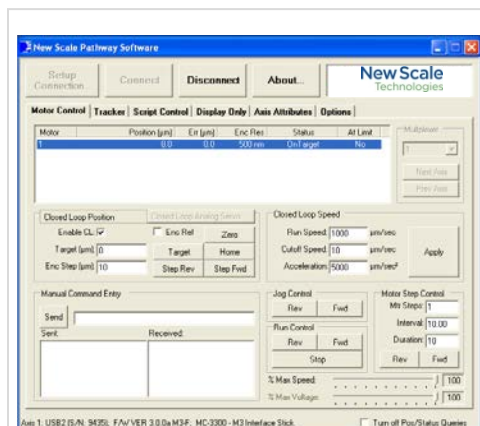 New Scale Pathway Software
Setup Connection
Connect
Disconnect
About...
New Scale Technologies
Motor Control Tracker Script Control Display Only Axis Attributes Options
Motor Position [µm] Err [µm] Enc Res Status At Limit
1 0.0 0.0 500 nm OnTarget No
Multiplexer
1
Next Axis
Prev Axis
Closed Loop Position Closed Loop Analog Servo
Enable CL: Enc Ref Zero
Target [µm] 0 Target Home
Enc Step [µm] 10 Step Rev Step Fwd
Closed Loop Speed
Run Speed: 1000 µm/sec
Cutoff Speed: 10 µm/sec
Acceleration: 5000 µm/sec²
Apply
Manual Command Entry
Send
Sent: Received:
Jog Control
Rev Fwd
Run Control
Rev Fwd
Stop
Motor Step Control
Mtr Steps: 1
Interval: 10.00
Duration: 10
Rev Fwd
% Max Speed: 100
% Max Voltage: 100
Axis 1: USB2 (S/N: 9435), F/W VER 3.0.0a M3-F, MC-3300 - M3 Interface Stick. Turn off Pos/Status Queries